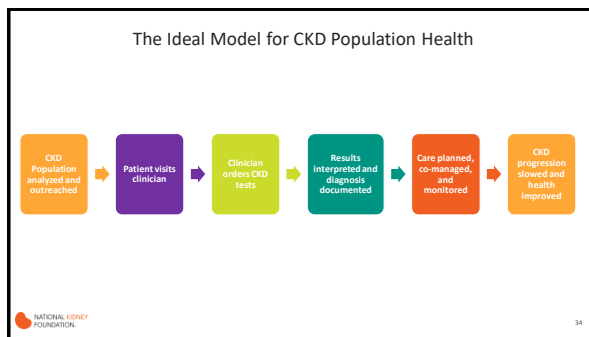 The Ideal Model for CKD Population Health
CKD
Population
analyzed and
outreached
Patient visits
clinician
Clinician
orders CKD
tests
Results
interpreted and
diagnosis
documented
Care planned,
co-managed,
and
monitored
CKD
progression
slowed and
health
improved
NATIONAL KIDNEY
FOUNDATION®
34